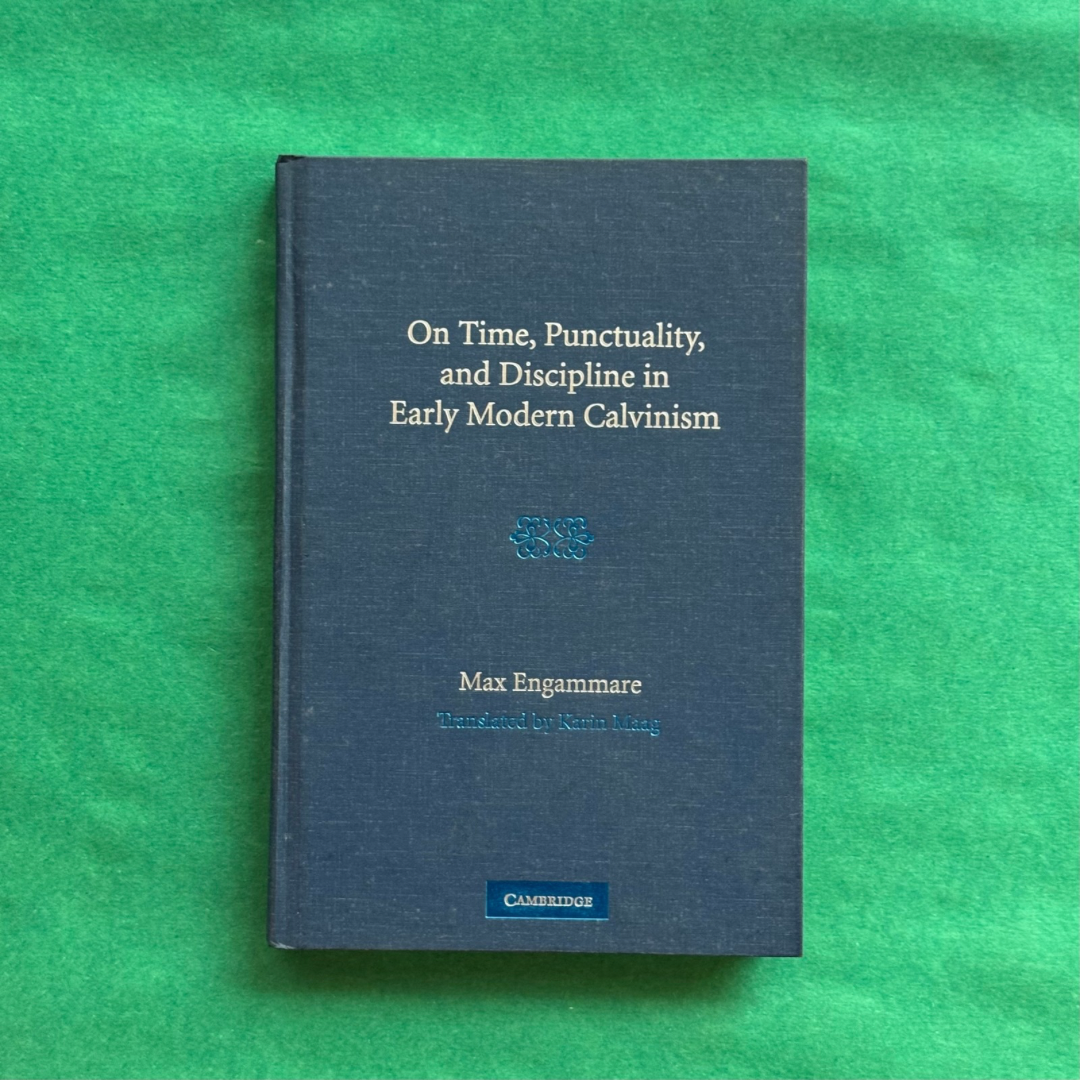 On Time, Punctuality,
and Discipline in
Early Modern Calvinism
Max Engammare
Translated by Karin Maag
CAMBRIDGE